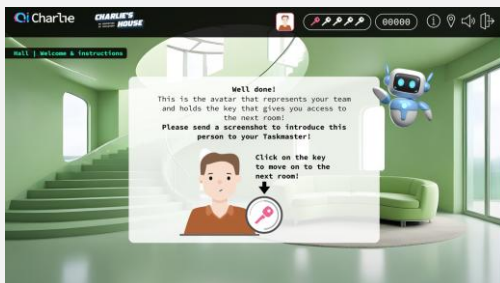 Qi Charlie
CHARLIE'S
HOUSE
00000
Hall | Welcome & instructions
Well done!
This is the avatar that represents your team
and holds the key that gives you access to
the next room!
Please send a screenshot to introduce this
person to your Taskmaster!
Click on the key
to move on to the
next room!